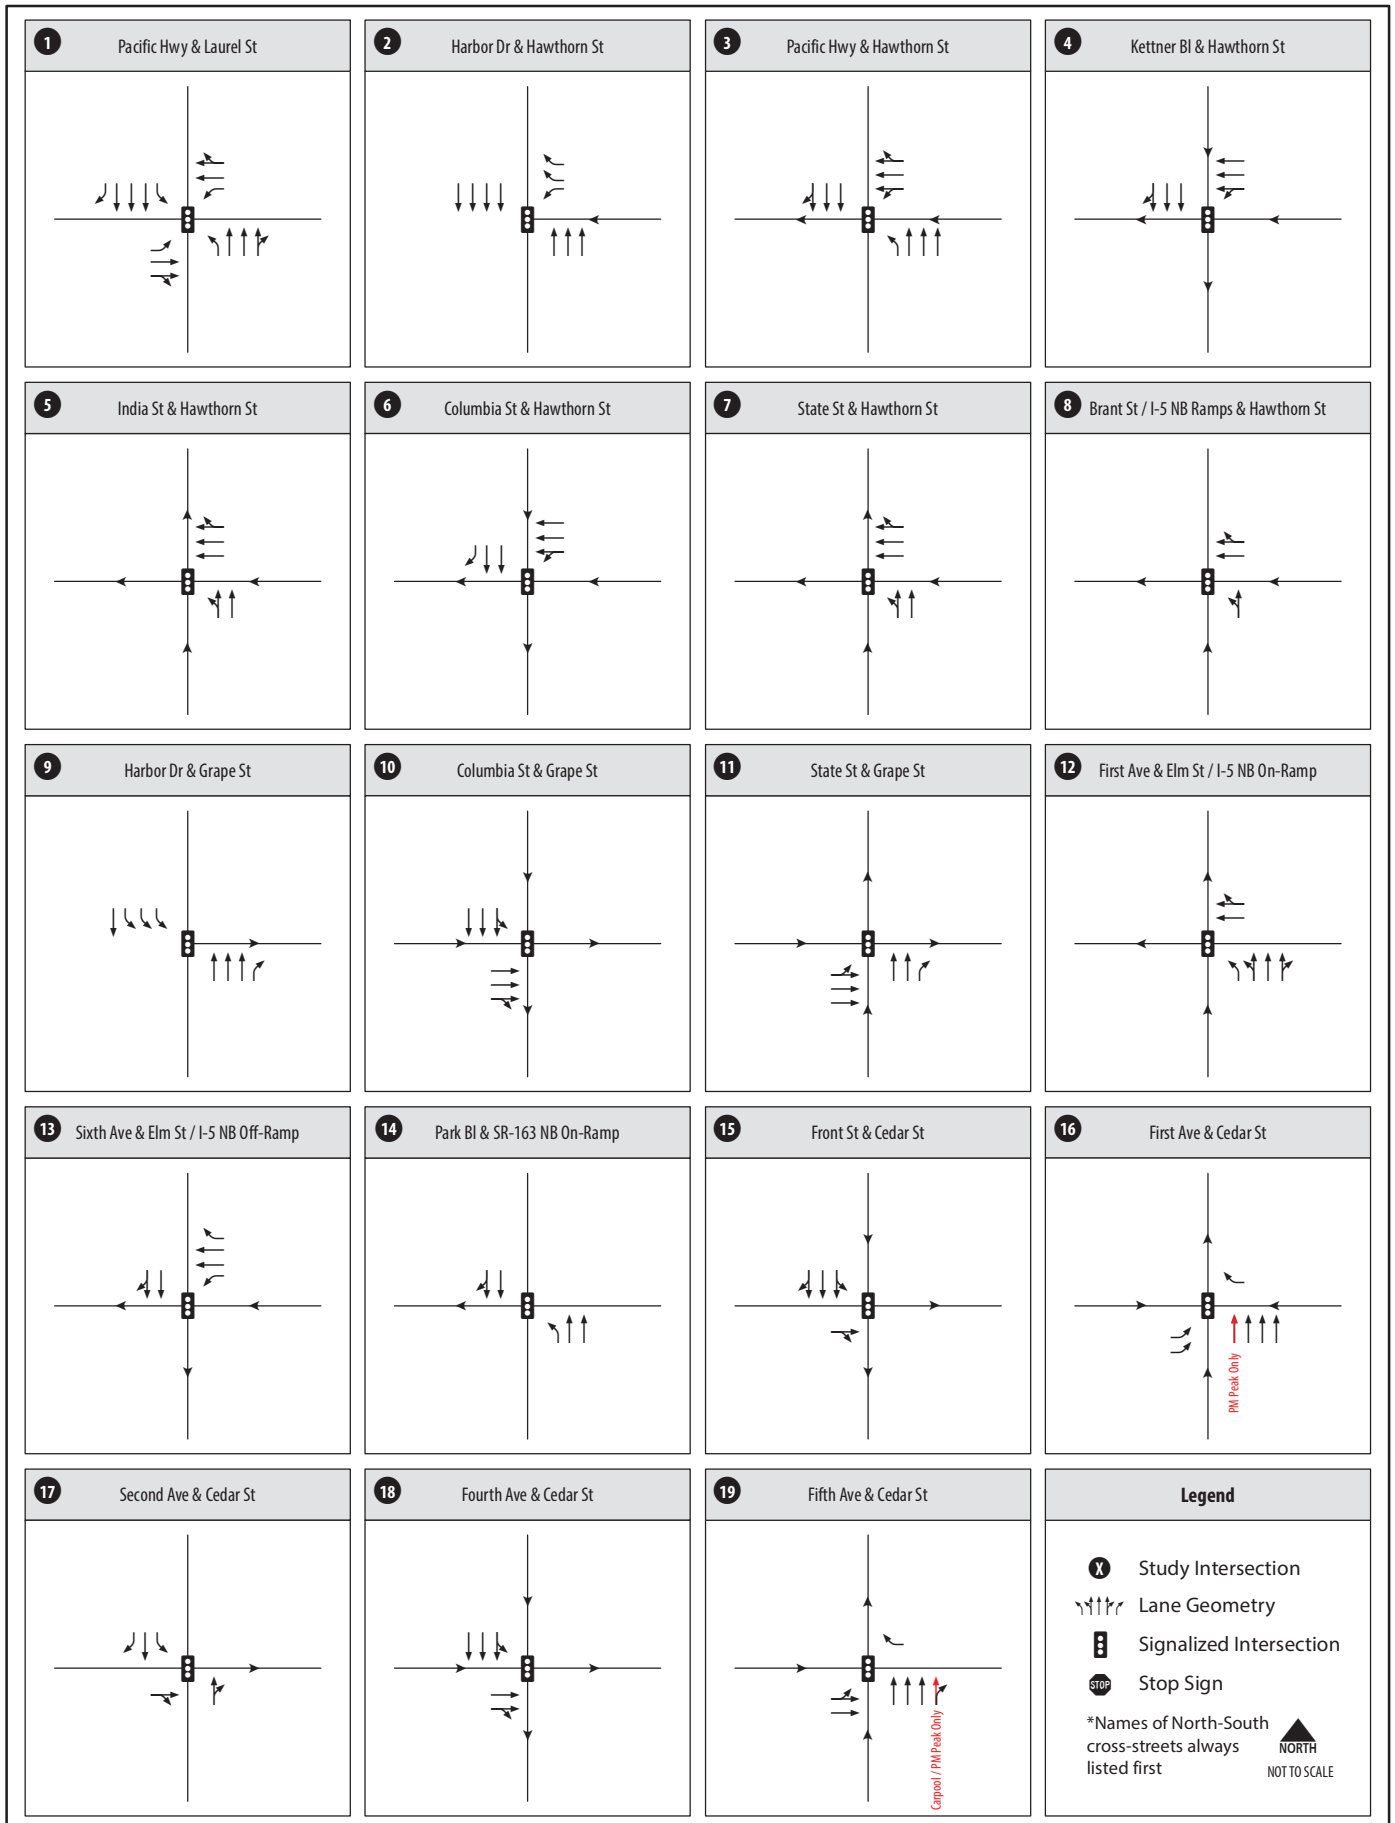 1 Pacific Hwy & Laurel St
2 Harbor Dr & Hawthorn St
3 Pacific Hwy & Hawthorn St
4 Kettner Bl & Hawthorn St
5 India St & Hawthorn St
6 Columbia St & Hawthorn St
7 State St & Hawthorn St
8 Brant St / I-5 NB Ramps & Hawthorn St
9 Harbor Dr & Grape St
10 Columbia St & Grape St
11 State St & Grape St
12 First Ave & Elm St / I-5 NB On-Ramp
13 Sixth Ave & Elm St / I-5 NB Off-Ramp
14 Park Bl & SR-163 NB On-Ramp
15 Front St & Cedar St
16 First Ave & Cedar St
PM Peak Only
17 Second Ave & Cedar St
18 Fourth Ave & Cedar St
19 Fifth Ave & Cedar St
Carpool / PM Peak Only
Legend
X Study Intersection
Lane Geometry
Signalized Intersection
STOP Stop Sign
*Names of North-South
cross-streets always
listed first
NORTH
NOT TO SCALE